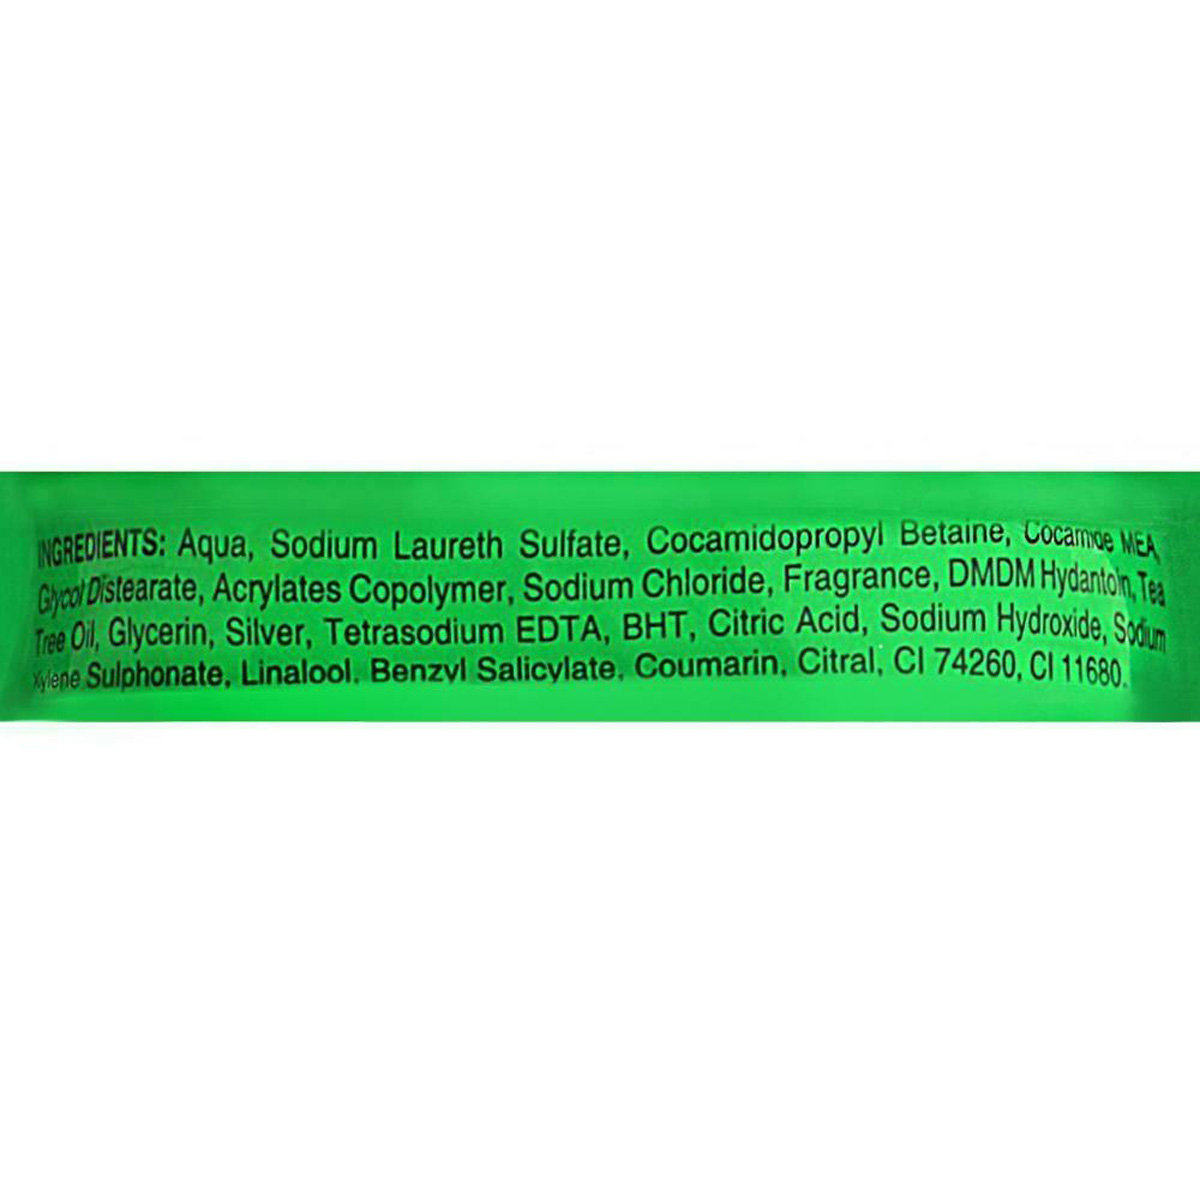 INGREDIENTS: Aqua, Sodium Laureth Sulfate, Cocamidopropyl Betaine, Cocamide MEA,
Glycol Distearate, Acrylates Copolymer, Sodium Chloride, Fragrance, DMDM Hydantoin, Tea
Tree Oil, Glycerin, Silver, Tetrasodium EDTA, BHT, Citric Acid, Sodium Hydroxide, Sodium
Xylene Sulphonate, Linalool, Benzyl Salicylate, Coumarin, Citral, CI 74260, CI 11680.